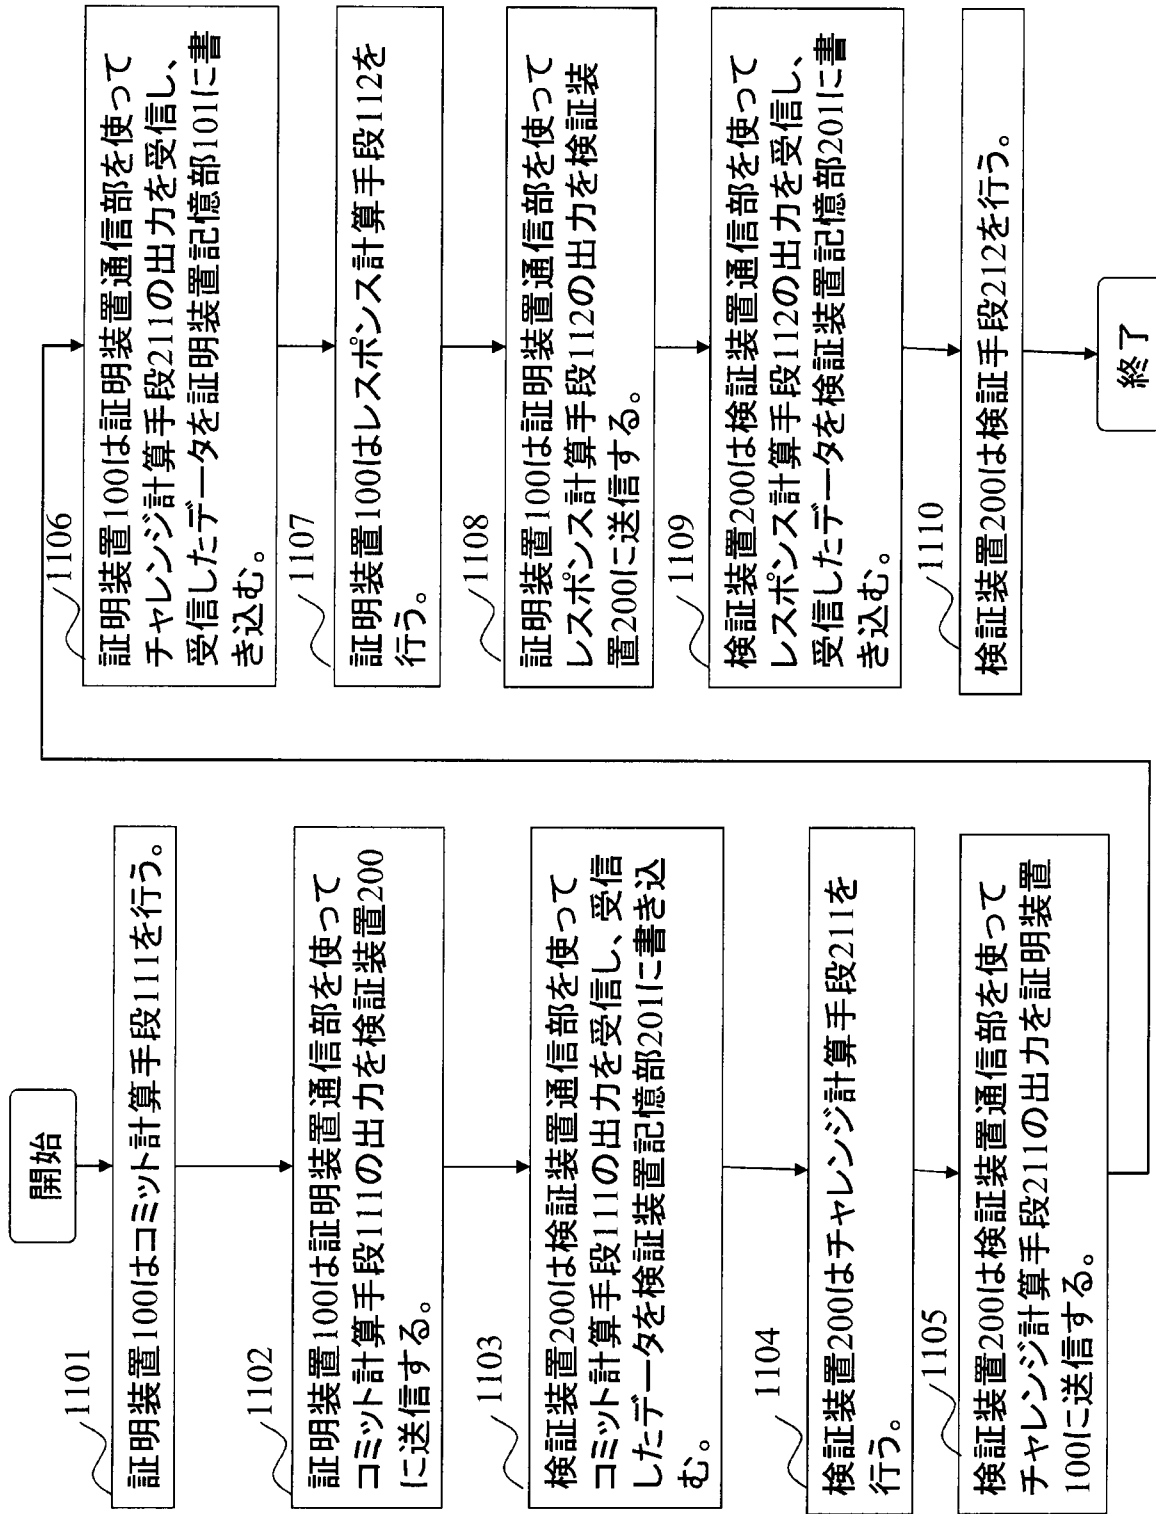 開始
1101
証明装置100はコミット計算手段111を行う。
1102
証明装置100は証明装置通信部を使って
コミット計算手段111の出力を検証装置200
に送信する。
1103
検証装置200は検証装置通信部を使って
コミット計算手段111の出力を受信し、受信
したデータを検証装置記憶部201に書き込
む。
1104
検証装置200はチャレンジ計算手段211を
行う。
1105
検証装置200は検証装置通信部を使って
チャレンジ計算手段211の出力を証明装置
100に送信する。
1106
証明装置100は証明装置通信部を使って
チャレンジ計算手段211の出力を受信し、
受信したデータを証明装置記憶部101に書
き込む。
1107
証明装置100はレスポンス計算手段112を
行う。
1108
証明装置100は証明装置通信部を使って
レスポンス計算手段112の出力を検証装
置200に送信する。
1109
検証装置200は検証装置通信部を使って
レスポンス計算手段112の出力を受信し、
受信したデータを検証装置記憶部201に書
き込む。
1110
検証装置200は検証手段212を行う。
終了